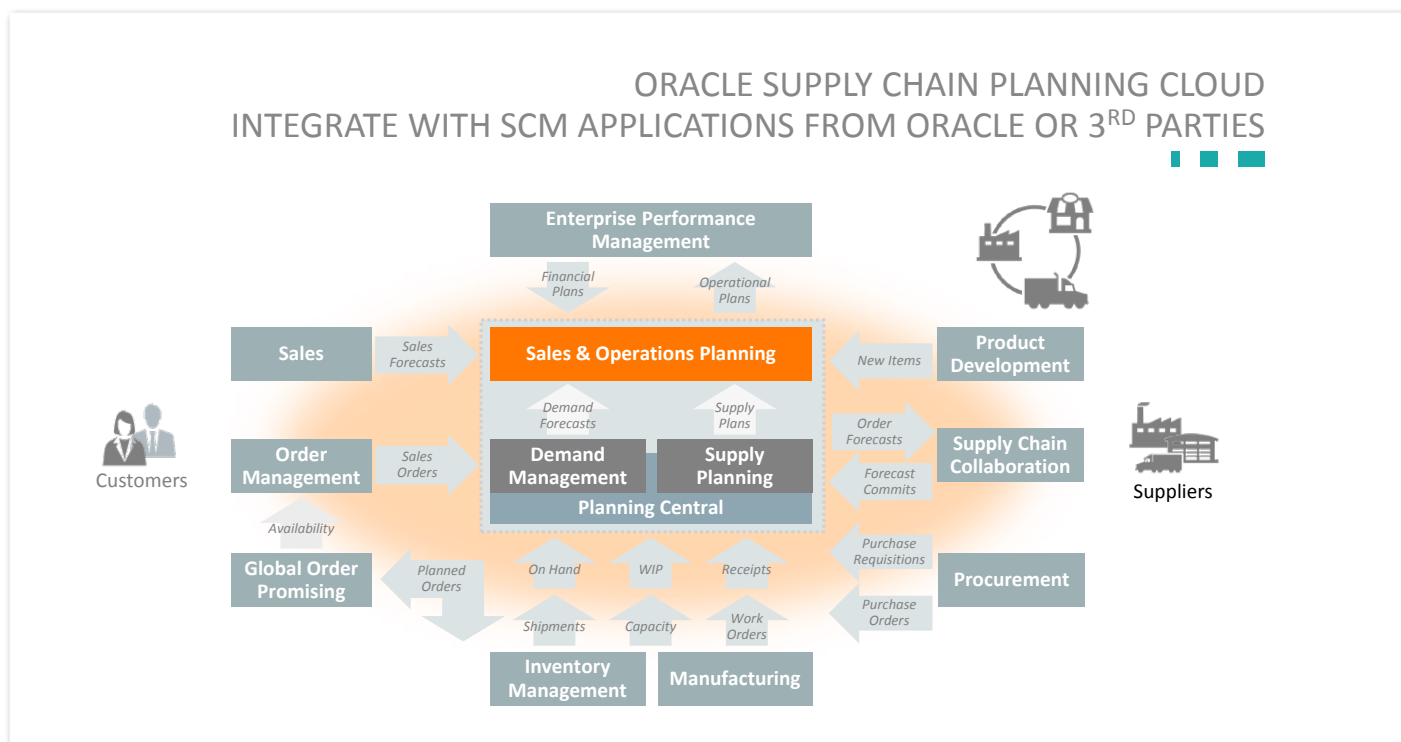 ORACLE SUPPLY CHAIN PLANNING CLOUD
INTEGRATE WITH SCM APPLICATIONS FROM ORACLE OR 3RD PARTIES
Enterprise Performance
Management
Financial
Plans
Operational
Plans
Sales
Sales
Forecasts
Sales & Operations Planning
New Items
Product
Development
Demand
Forecasts
Supply
Plans
Order
Forecasts
Customers
Order
Management
Sales
Orders
Demand
Management
Supply
Planning
Planning Central
Forecast
Commits
Supply Chain
Collaboration
Suppliers
Availability
Global Order
Promising
Planned
Orders
On Hand
WIP
Receipts
Purchase
Requisitions
Procurement
Purchase
Orders
Shipments
Capacity
Work
Orders
Inventory
Management
Manufacturing